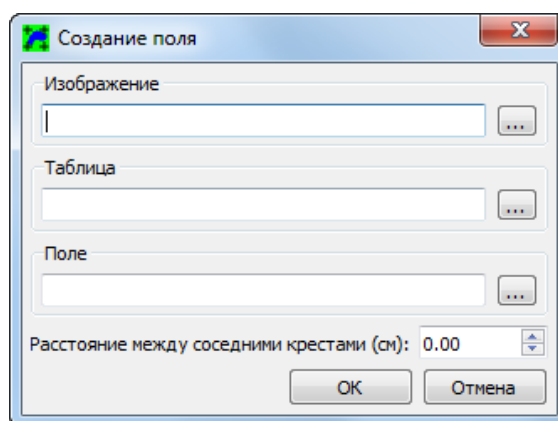 Создание поля
Изображение
...
Таблица
...
Поле
...
Расстояние между соседними крестами (см): 0.00
OK Отмена